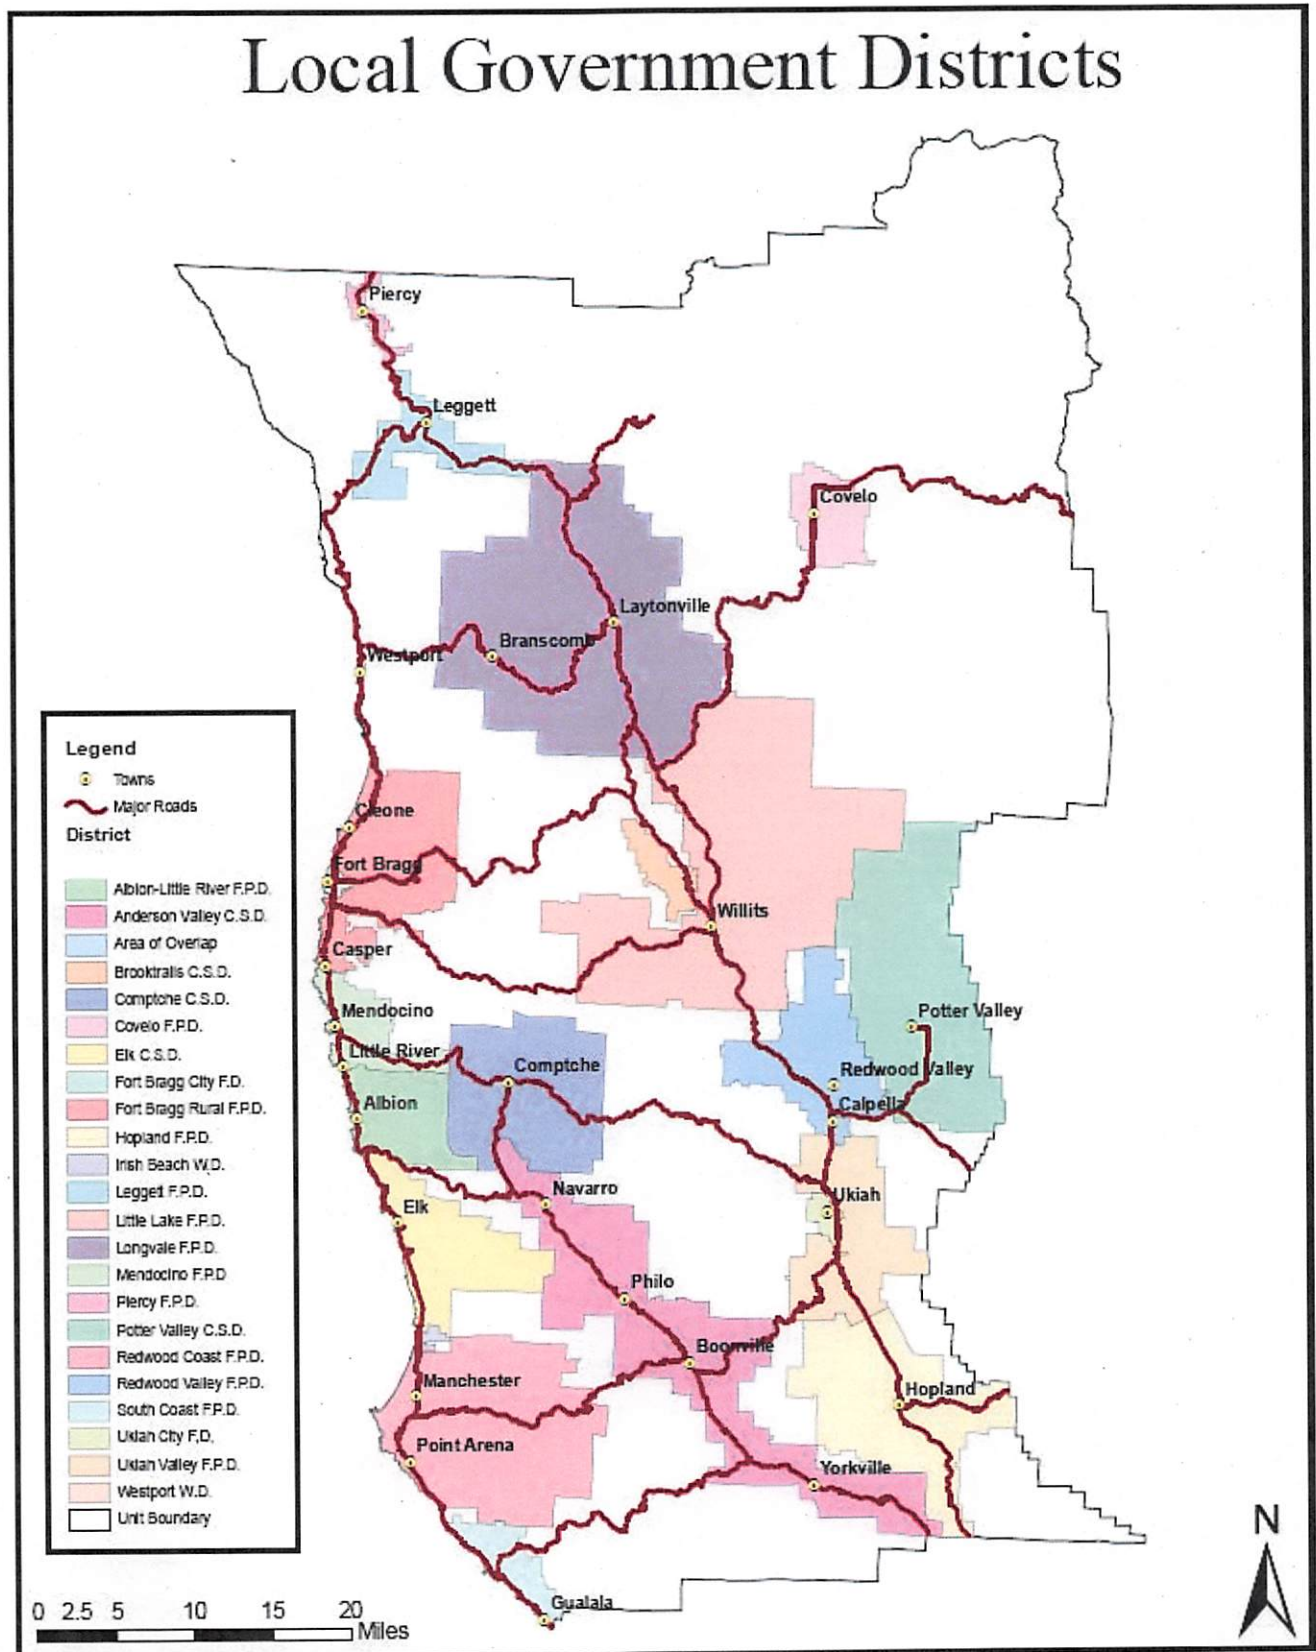 Local Government Districts
Piercy
Leggett
Covelo
Laytonville
Branscomb
Westport
Legend
Towns
Major Roads
District
Albion-Little River F.P.D.
Anderson Valley C.S.D.
Area of Overlap
Brooktrails C.S.D.
Comptche C.S.D.
Covelo F.P.D.
Elk C.S.D.
Fort Bragg City F.D.
Fort Bragg Rural F.P.D.
Hopland F.P.D.
Irish Beach W.D.
Leggett F.P.D.
Little Lake F.P.D.
Longvale F.P.D.
Mendocino F.P.D
Piercy F.P.D.
Potter Valley C.S.D.
Redwood Coast F.P.D.
Redwood Valley F.P.D.
South Coast F.P.D.
Ukiah City F.D.
Ukiah Valley F.P.D.
Westport W.D.
Unit Boundary
Cleone
Fort Bragg
Willits
Casper
Mendocino
Potter Valley
Little River
Comptche
Redwood Valley
Albion
Calpella
Navarro
Ukiah
Elk
Philo
Boonville
Manchester
Hopland
Point Arena
Yorkville
Gualala
N
0 2.5 5 10 15 20
Miles